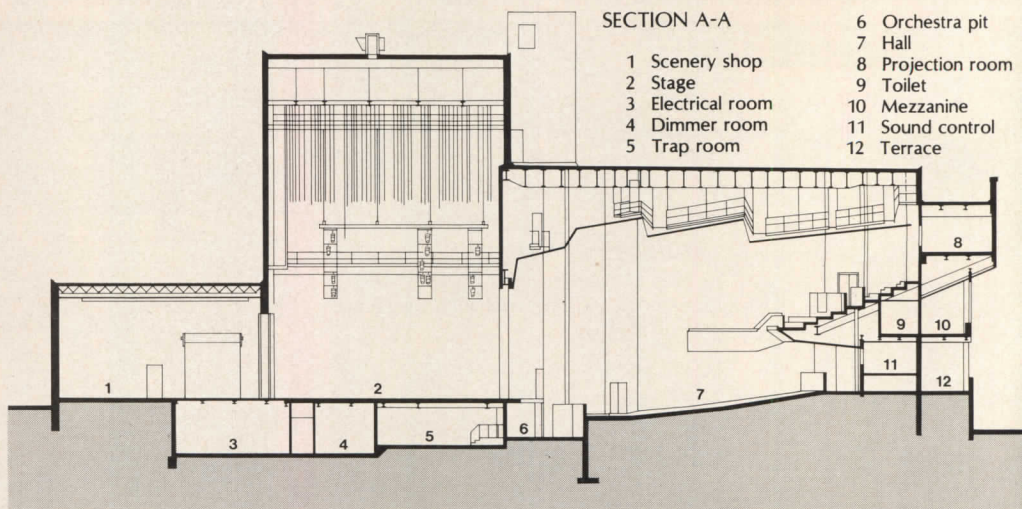 SECTION A-A
1 Scenery shop
2 Stage
3 Electrical room
4 Dimmer room
5 Trap room
6 Orchestra pit
7 Hall
8 Projection room
9 Toilet
10 Mezzanine
11 Sound control
12 Terrace
8
9
10
11
1
2
7
12
3
4
5
6